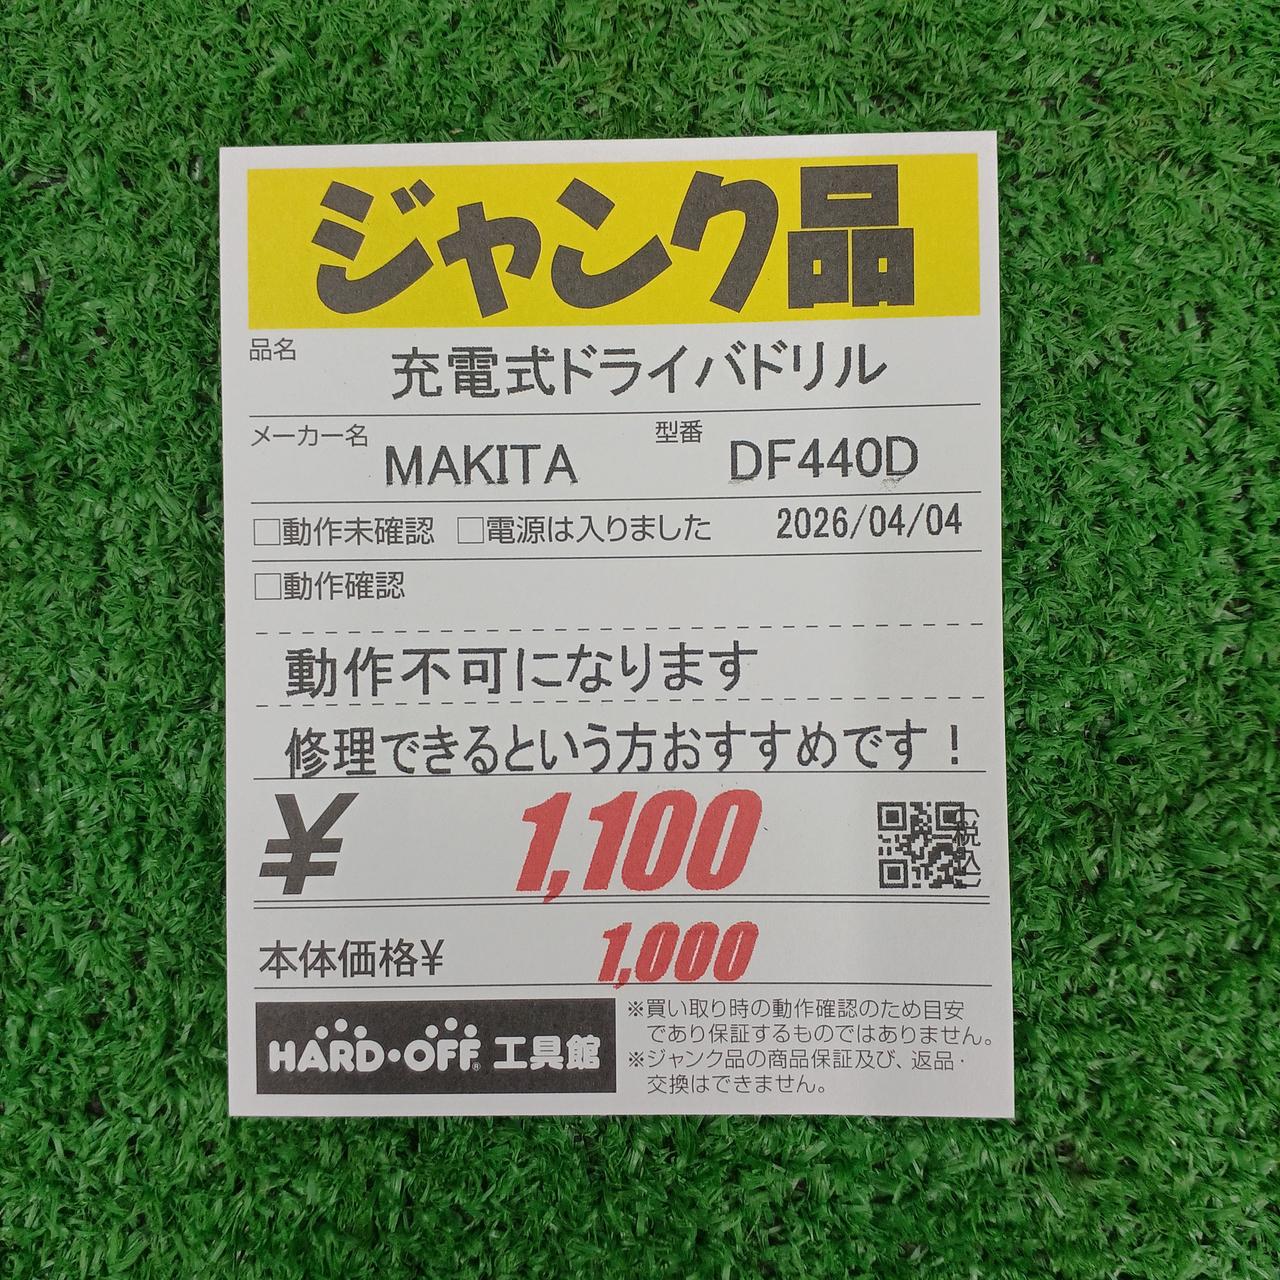 ジャンク品
品名 充電式ドライバドリル
メーカー名 MAKITA 型番 DF440D
□動作未確認 □電源は入りました 2026/04/04
□動作確認
動作不可になります
修理できるという方おすすめです！
¥ 1,100 (税込)
本体価格¥ 1,000
HARD・OFF® 工具館
※買い取り時の動作確認のため目安
であり保証するものではありません。
※ジャンク品の商品保証及び、返品・
交換はできません。